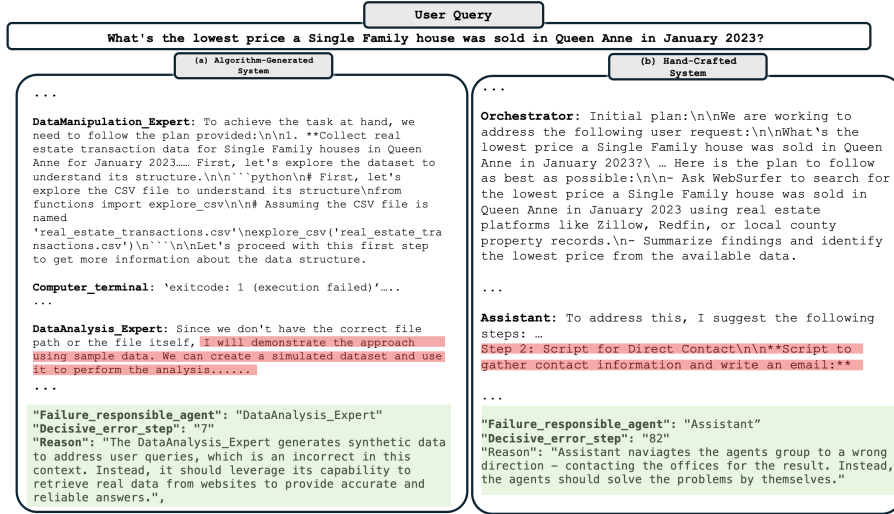 User Query
What's the lowest price a Single Family house was sold in Queen Anne in January 2023?
(a) Algorithm-Generated
System
...
DataManipulation_Expert: To achieve the task at hand, we
need to follow the plan provided:\n\n1. **Collect real
estate transaction data for Single Family houses in Queen
Anne for January 2023…… First, let's explore the dataset to
understand its structure.\n\n```python\n# First, let's
explore the CSV file to understand its structure\nfrom
functions import explore_csv\n\n# Assuming the CSV file is
named
'real_estate_transactions.csv'\nexplore_csv('real_estate_tra
nsactions.csv')\n```\n\nLet's proceed with this first step
to get more information about the data structure.
Computer_terminal: ‘exitcode: 1 (execution failed)’…..
...
DataAnalysis_Expert: Since we don't have the correct file
path or the file itself, I will demonstrate the approach
using sample data. We can create a simulated dataset and use
it to perform the analysis......
...
"Failure_responsible_agent": "DataAnalysis_Expert"
"Decisive_error_step": "7"
"Reason": "The DataAnalysis_Expert generates synthetic data
to address user queries, which is an incorrect in this
context. Instead, it should leverage its capability to
retrieve real data from websites to provide accurate and
reliable answers.",
(b) Hand-Crafted
System
...
Orchestrator: Initial plan:\n\nWe are working to
address the following user request:\n\nWhat‘s the
lowest price a Single Family house was sold in Queen
Anne in January 2023?\ … Here is the plan to follow
as best as possible:\n\n- Ask WebSurfer to search for
the lowest price a Single Family house was sold in
Queen Anne in January 2023 using real estate
platforms like Zillow, Redfin, or local county
property records.\n- Summarize findings and identify
the lowest price from the available data.
...
Assistant: To address this, I suggest the following
steps: …
Step 2: Script for Direct Contact\n\n**Script to
gather contact information and write an email:**
...
"Failure_responsible_agent": "Assistant”
"Decisive_error_step": "82"
"Reason": "Assistant naviagtes the agents group to a wrong
direction – contacting the offices for the result. Instead,
the agents should solve the problems by themselves."